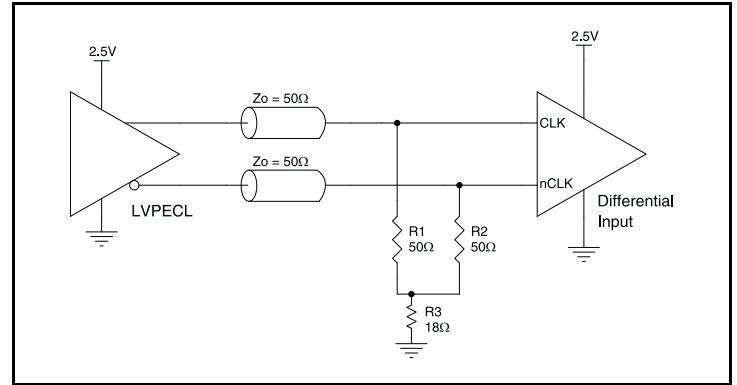 2.5V
2.5V
Zo = 50Ω
CLK
Zo = 50Ω
nCLK
LVPECL
Differential
Input
R1
50Ω
R2
50Ω
R3
18Ω